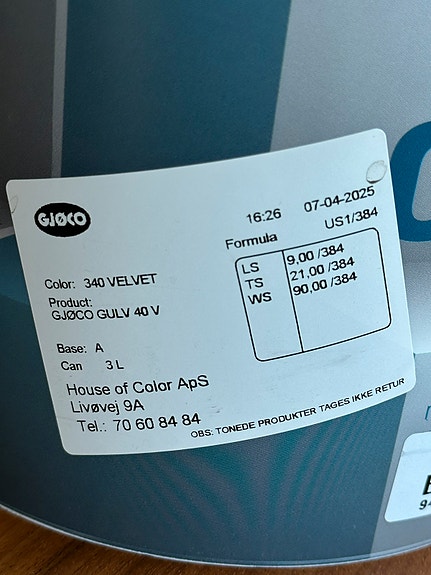 GJØCO
16:26 07-04-2025
Formula US1/384
LS 9,00 /384
TS 21,00 /384
WS 90,00 /384
Color: 340 VELVET
Product:
GJØCO GULV 40 V
Base: A
Can 3 L
House of Color ApS
Livøvej 9A
Tel.: 70 60 84 84
OBS: TONEDE PRODUKTER TAGES IKKE RETUR